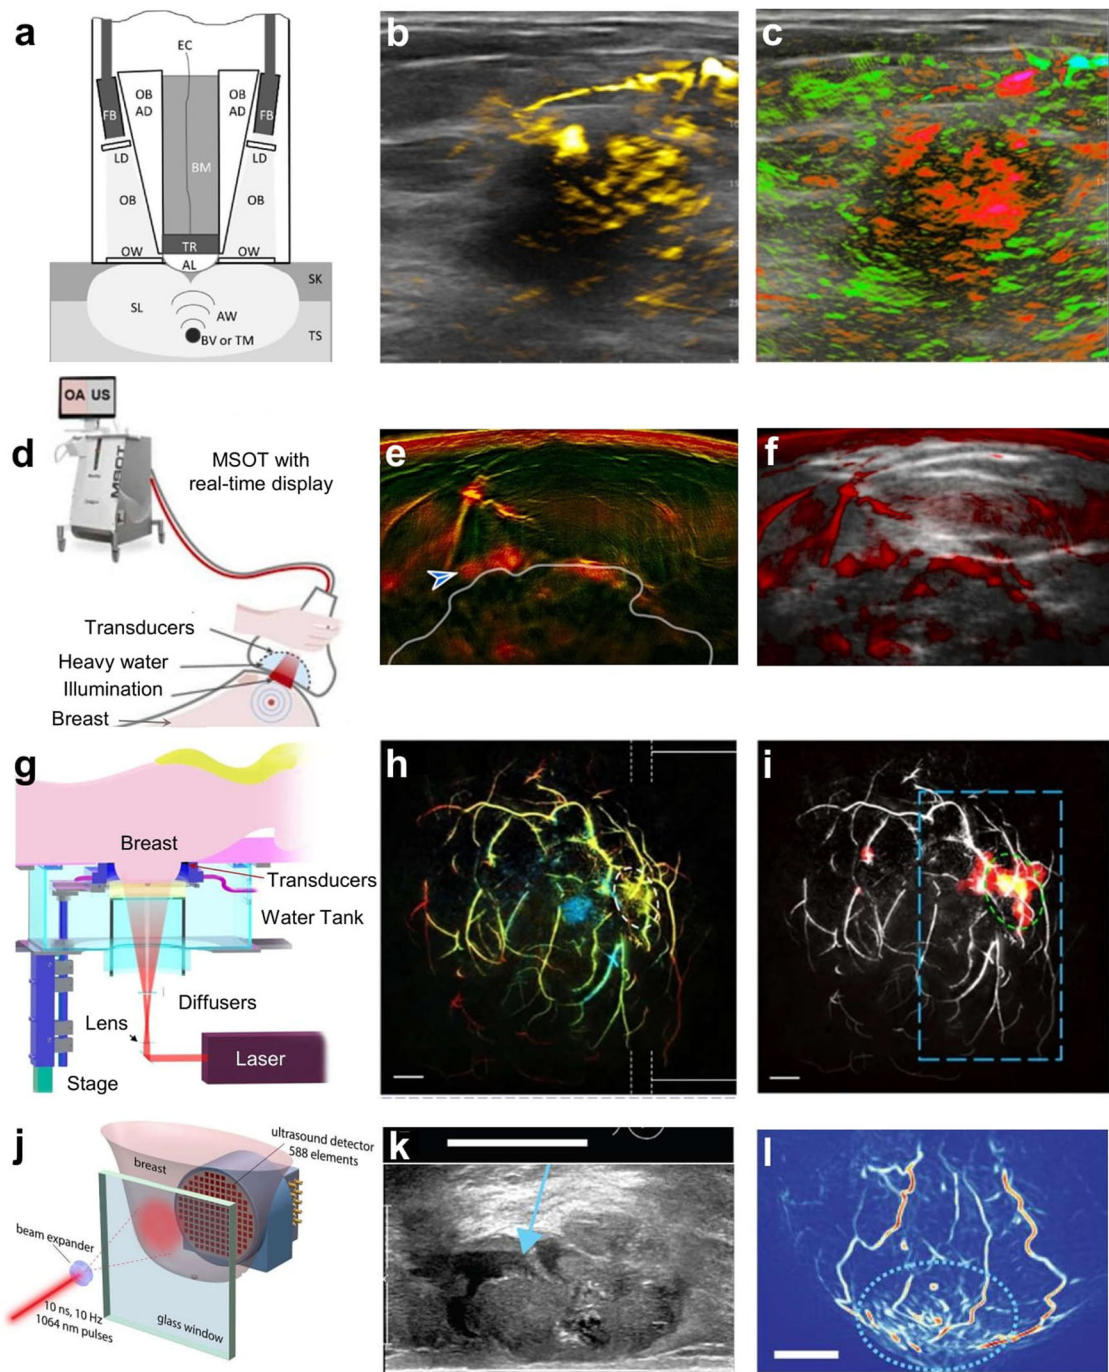 a
EC
OB
AD
OB
AD
FB
FB
LD
LD
BM
OB
OB
TR
OW
OW
AL
SK
SL
AW
BV or TM
TS
b
c
d
OA US
MSOT
MSOT with
real-time display
Transducers
Heavy water
Illumination
Breast
e
f
g
Breast
Transducers
Water Tank
Diffusers
Lens
Laser
Stage
h
i
j
ultrasound detector
588 elements
breast
beam expander
10 ns, 10 Hz
1064 nm pulses
glass window
k
l